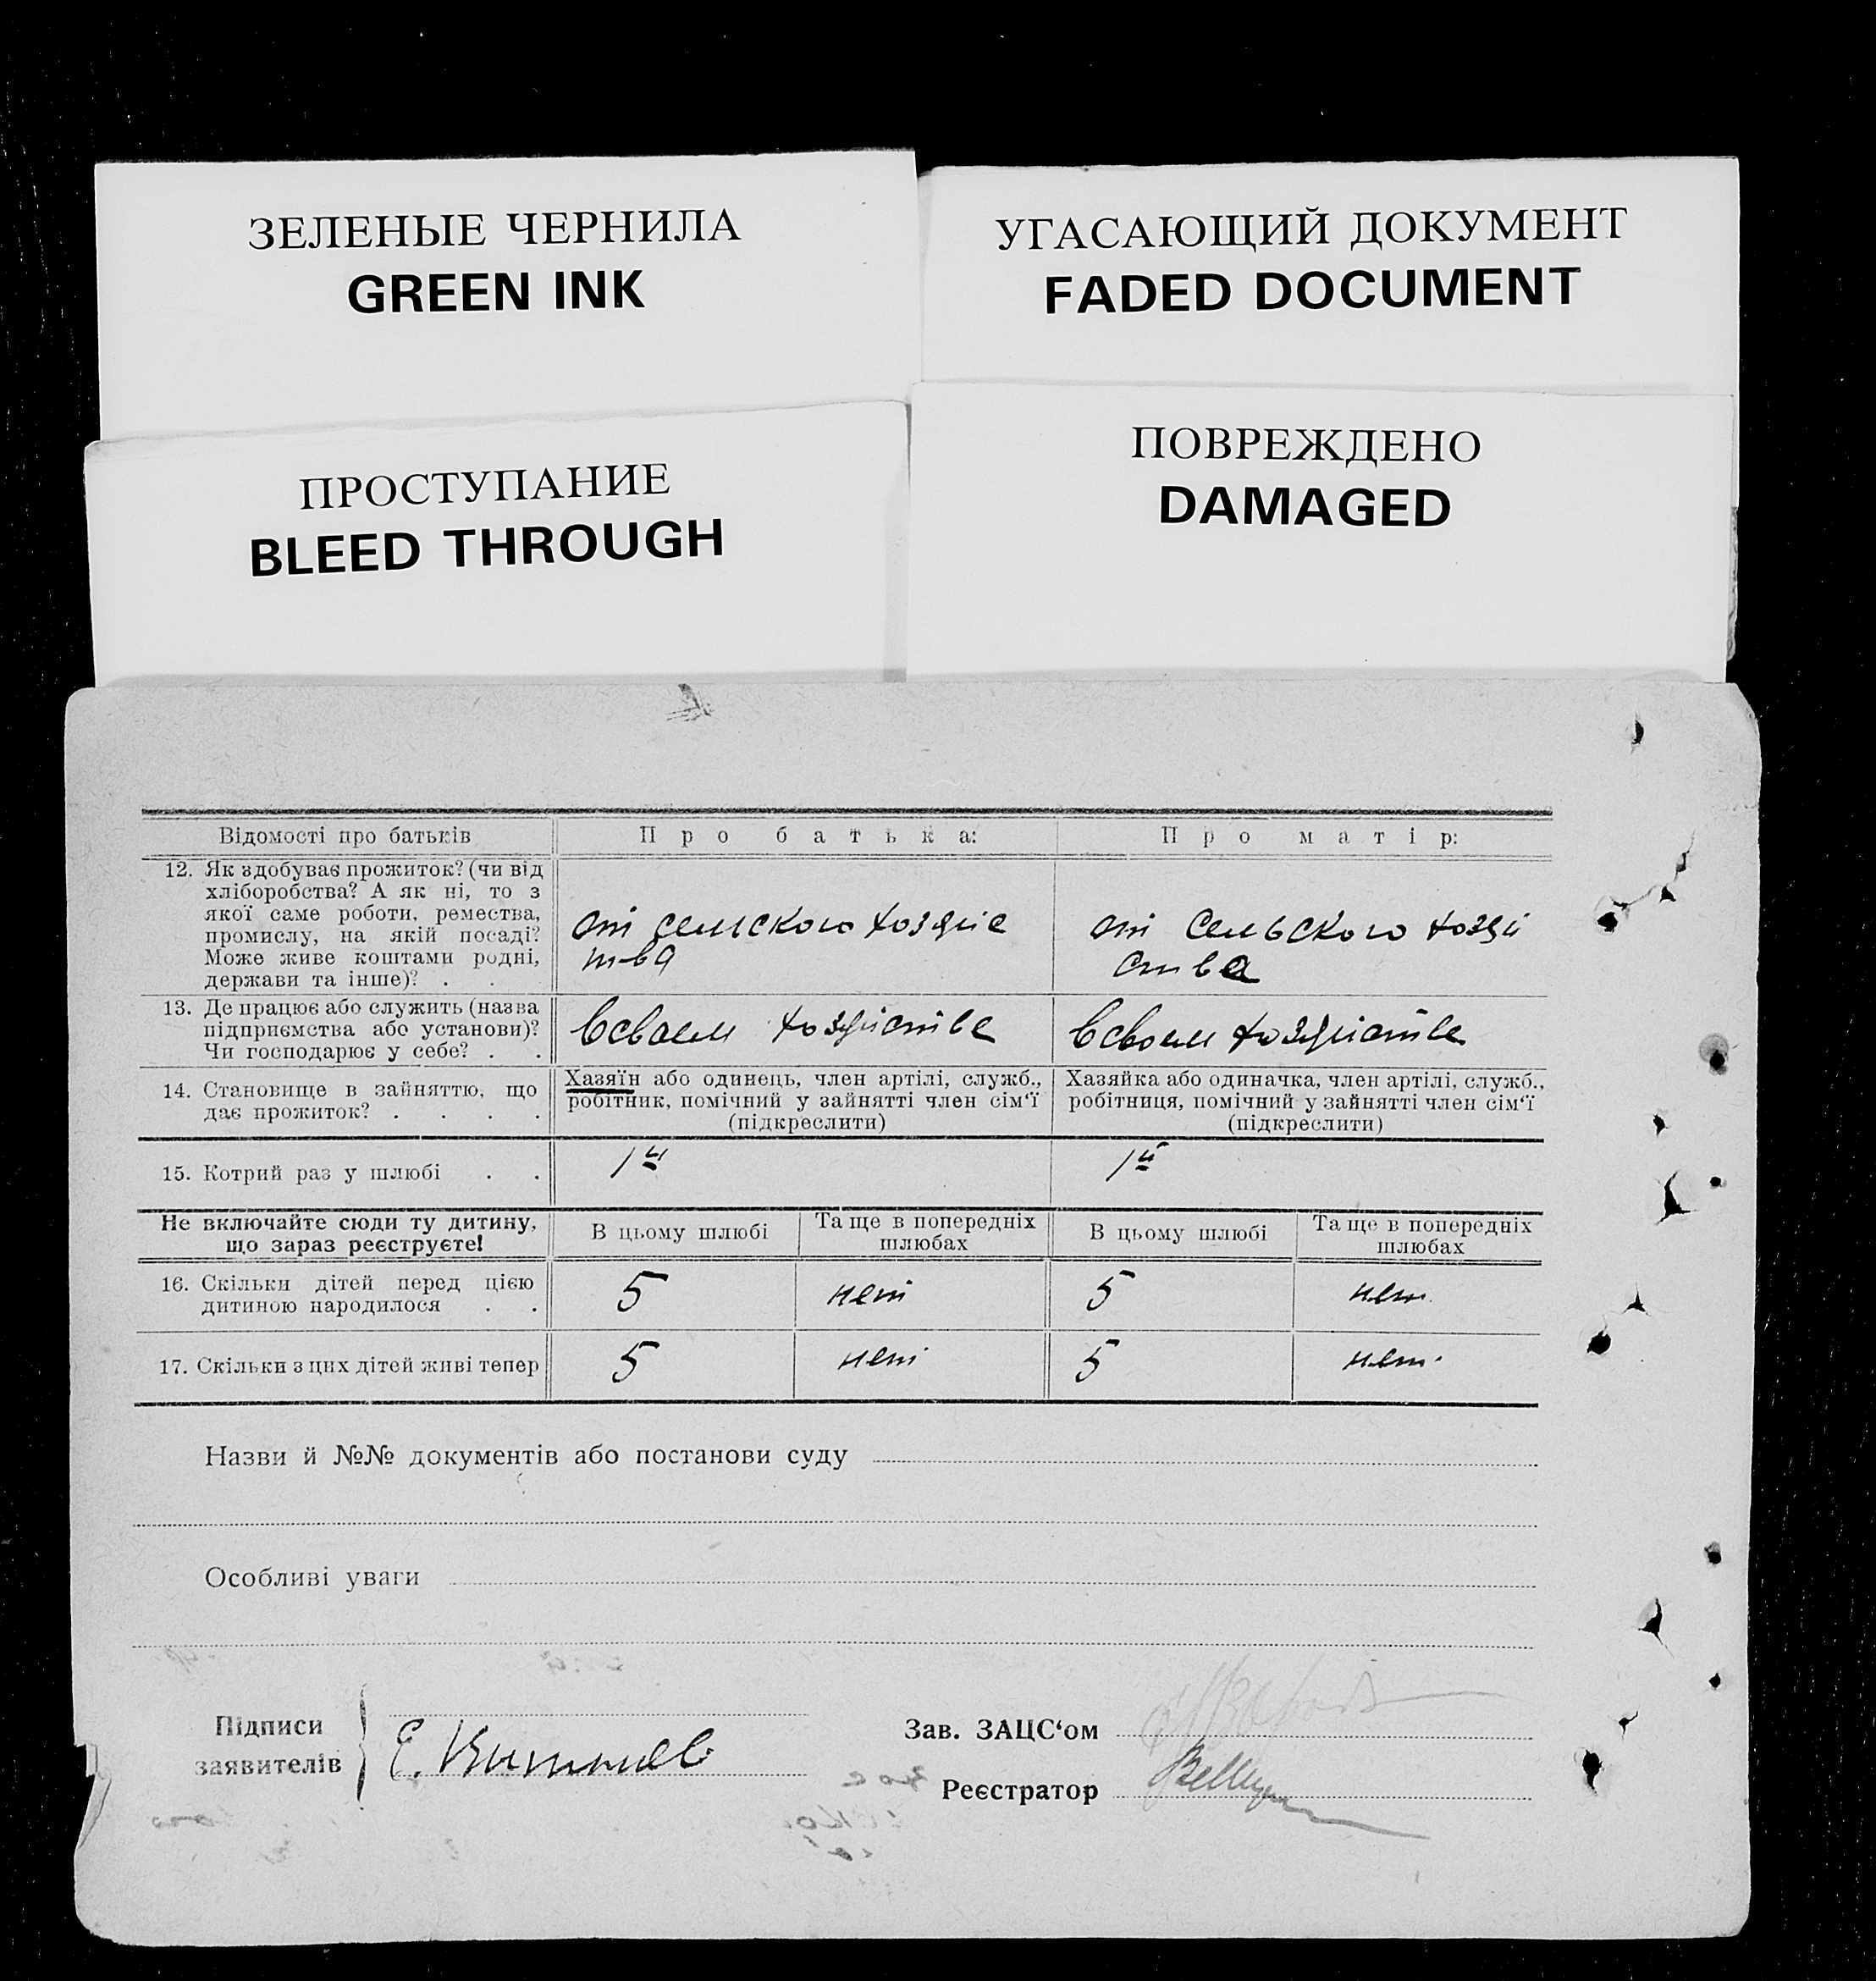 ЗЕЛЕНЫЕ ЧЕРНИЛА
GREEN INK
УГАСАЮЩИЙ ДОКУМЕНТ
FADED DOCUMENT
ПРОСТУПАНИЕ
BLEED THROUGH
ПОВРЕЖДЕНО
DAMAGED
Відомості про батьків
Про батька:
Про матір:
12. Як здобуває прожиток? (чи від
хліборобства? А як ні, то з
якої саме роботи, ремества,
промислу, на якій посаді?
Може живе коштами родні,
держави та інше)? . .
от сельского хозяйс
тва
от сельского хозяй
ства
13. Де працює або служить (назва
підприємства або установи)?
Чи господарює у себе? . .
Всвоем хозяйстве
Всвоем хозяйстве
14. Становище в зайняттю, що
дає прожиток? . . . .
Хазяїн або одинець, член артілі, служб.,
робітник, помічний у зайнятті член сім‘ї
(підкреслити)
Хазяйка або одиначка, член артілі, служб.,
робітниця, помічний у зайнятті член сім‘ї
(підкреслити)
15. Котрий раз у шлюбі . .
1й
1й
Не включайте сюди ту дитину,
що зараз реєструєте!
В цьому шлюбі
Та ще в попередніх
шлюбах
В цьому шлюбі
Та ще в попередніх
шлюбах
16. Скільки дітей перед цією
дитиною народилося . .
5
нет
5
нет
17. Скільки з цих дітей живі тепер
5
нет
5
нет
Назви й №№ документів або постанови суду
Особливі уваги
Підписи
заявителів
Е.
Зав. ЗАЦС‘ом
Реєстратор